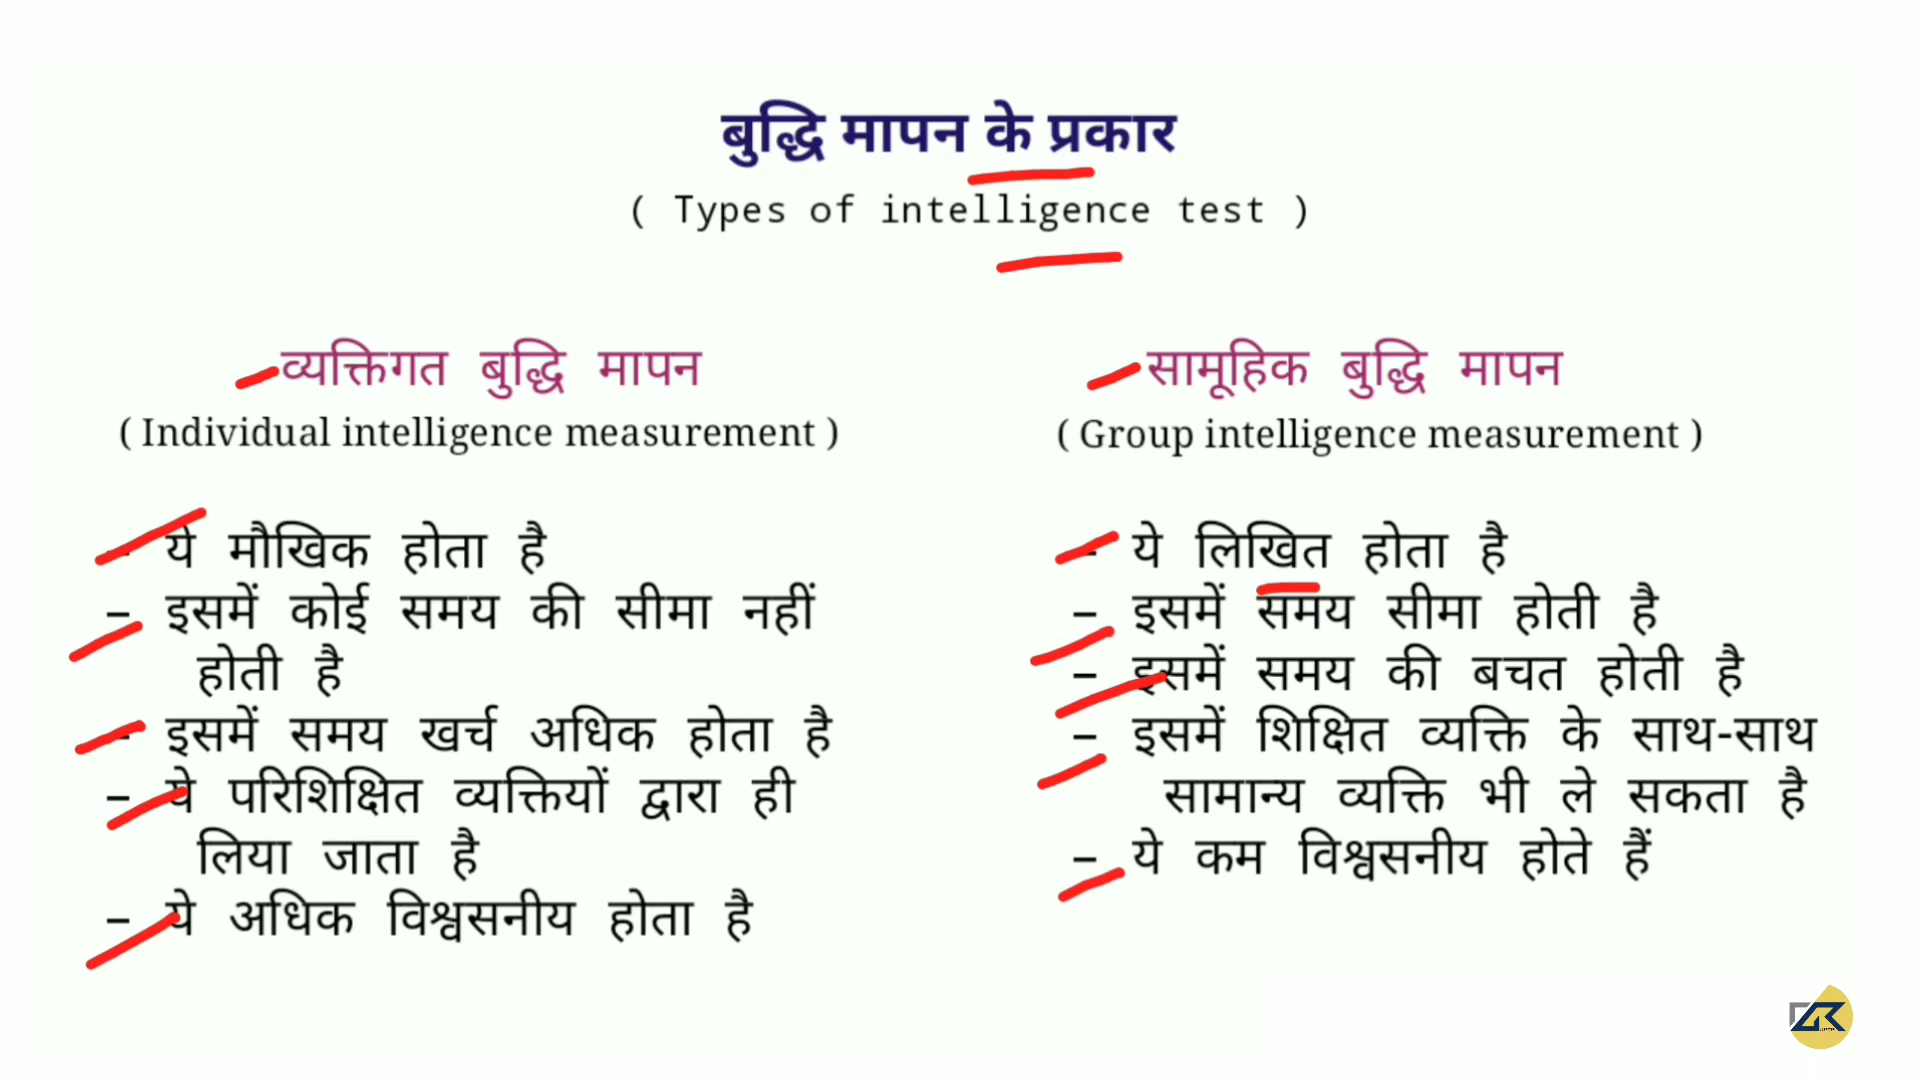 बुद्धि मापन के प्रकार
( Types of intelligence test )
व्यक्तिगत बुद्धि मापन
( Individual intelligence measurement )
– ये मौखिक होता है
– इसमें कोई समय की सीमा नहीं
होती है
– इसमें समय खर्च अधिक होता है
– ये परिशिक्षित व्यक्तियों द्वारा ही
लिया जाता है
– ये अधिक विश्वसनीय होता है
सामूहिक बुद्धि मापन
( Group intelligence measurement )
– ये लिखित होता है
– इसमें समय सीमा होती है
– इसमें समय की बचत होती है
– इसमें शिक्षित व्यक्ति के साथ-साथ
सामान्य व्यक्ति भी ले सकता है
– ये कम विश्वसनीय होते हैं